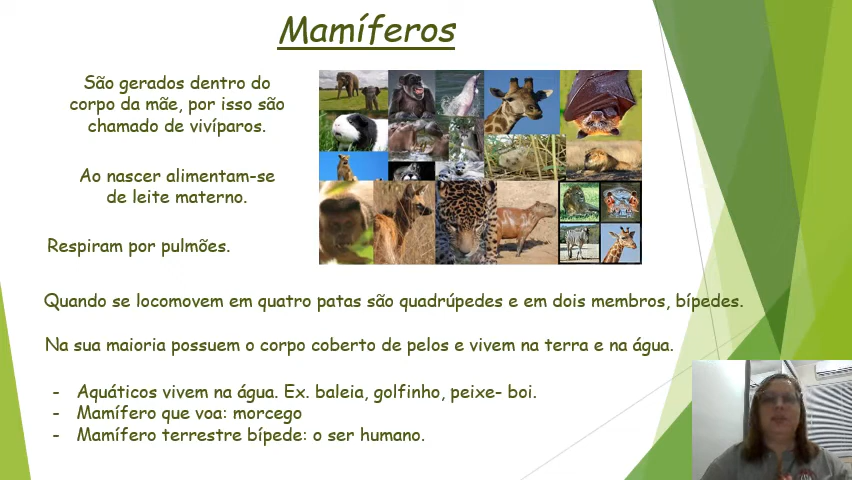 Mamíferos
São gerados dentro do
corpo da mãe, por isso são
chamado de vivíparos.
Ao nascer alimentam-se
de leite materno.
Respiram por pulmões.
Quando se locomovem em quatro patas são quadrúpedes e em dois membros, bípedes.
Na sua maioria possuem o corpo coberto de pelos e vivem na terra e na água.
- Aquáticos vivem na água. Ex. baleia, golfinho, peixe- boi.
- Mamífero que voa: morcego
- Mamífero terrestre bípede: o ser humano.